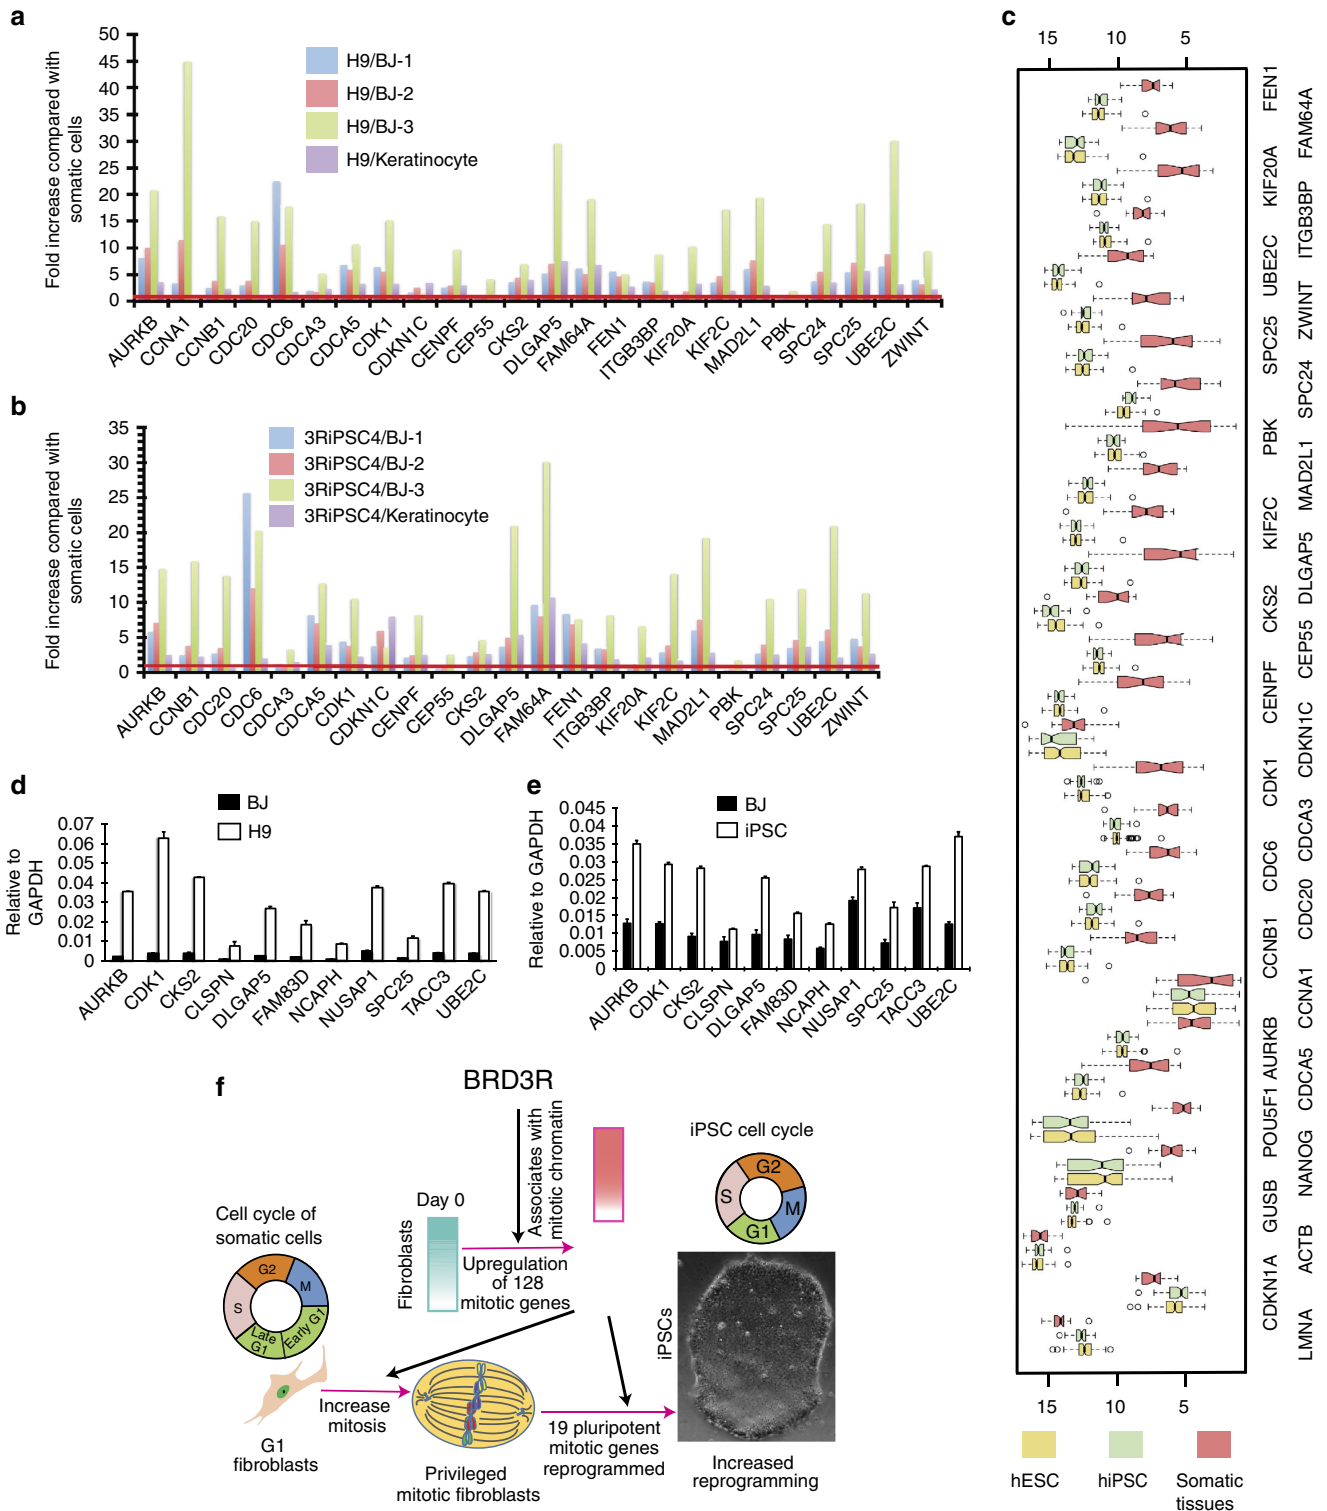 a
50
45
40
35
30
25
20
15
10
5
0
Fold increase compared with
somatic cells
H9/BJ-1
H9/BJ-2
H9/BJ-3
H9/Keratinocyte
AURKB
CCNA1
CCNB1
CDC20
CDC6
CDCA3
CDCA5
CDK1
CDKN1C
CENPF
CEP55
CKS2
DLGAP5
FAM64A
FEN1
ITGB3BP
KIF20A
KIF2C
MAD2L1
PBK
SPC24
SPC25
UBE2C
ZWINT
b
35
30
25
20
15
10
5
0
Fold increase compared with
somatic cells
3RiPSC4/BJ-1
3RiPSC4/BJ-2
3RiPSC4/BJ-3
3RiPSC4/Keratinocyte
AURKB
CCNB1
CDC20
CDC6
CDCA3
CDCA5
CDK1
CDKN1C
CENPF
CEP55
CKS2
DLGAP5
FAM64A
FEN1
ITGB3BP
KIF20A
KIF2C
MAD2L1
PBK
SPC24
SPC25
UBE2C
ZWINT
c
15 10 5
FEN1
FAM64A
KIF20A
ITGB3BP
UBE2C
ZWINT
SPC25
SPC24
PBK
MAD2L1
KIF2C
DLGAP5
CKS2
CEP55
CENPF
CDKN1C
CDK1
CDCA3
CDC6
CDC20
CCNB1
CCNA1
AURKB
CDCA5
POU5F1
NANOG
GUSB
ACTB
CDKN1A
LMNA
15 10 5
hESC
hiPSC
Somatic
tissues
d
BJ
H9
0.07
0.06
0.05
0.04
0.03
0.02
0.01
0
Relative to
GAPDH
AURKB
CDK1
CKS2
CLSPN
DLGAP5
FAM83D
NCAPH
NUSAP1
SPC25
TACC3
UBE2C
e
BJ
iPSC
0.045
0.04
0.035
0.03
0.025
0.02
0.015
0.01
0.005
0
Relative to GAPDH
AURKB
CDK1
CKS2
CLSPN
DLGAP5
FAM83D
NCAPH
NUSAP1
SPC25
TACC3
UBE2C
f
BRD3R
Associates with
mitotic chromatin
Day 0
Fibroblasts
Upregulation
of 128
mitotic genes
Cell cycle of
somatic cells
G2
M
S
Late
G1
Early G1
iPSC cell cycle
G2
M
S
G1
iPSCs
G1
fibroblasts
Increase
mitosis
Privileged
mitotic fibroblasts
19 pluripotent
mitotic genes
reprogrammed
Increased
reprogramming